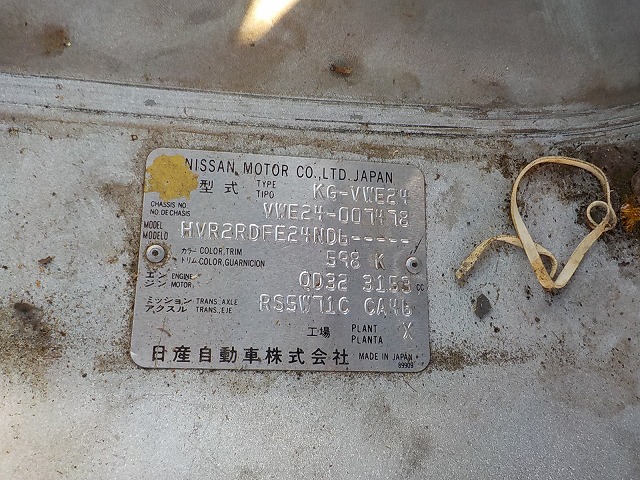 NISSAN MOTOR CO., LTD. JAPAN
型式 TYPE TIPO KG-VWE24
CHASSIS NO. NO. DE CHASIS VWE24-007478
MODEL MODELO HVR2RDFE24ND6-----
カラー COLOR, TRIM トリム COLOR, GUARNICION 598 K
エンジン ENGINE MOTOR QD32 3153 cc
ミッション アクスル TRANS., AXLE TRANS., EJE RS5W71C CA46
工場 PLANT PLANTA X
日産自動車株式会社 MADE IN JAPAN
89909